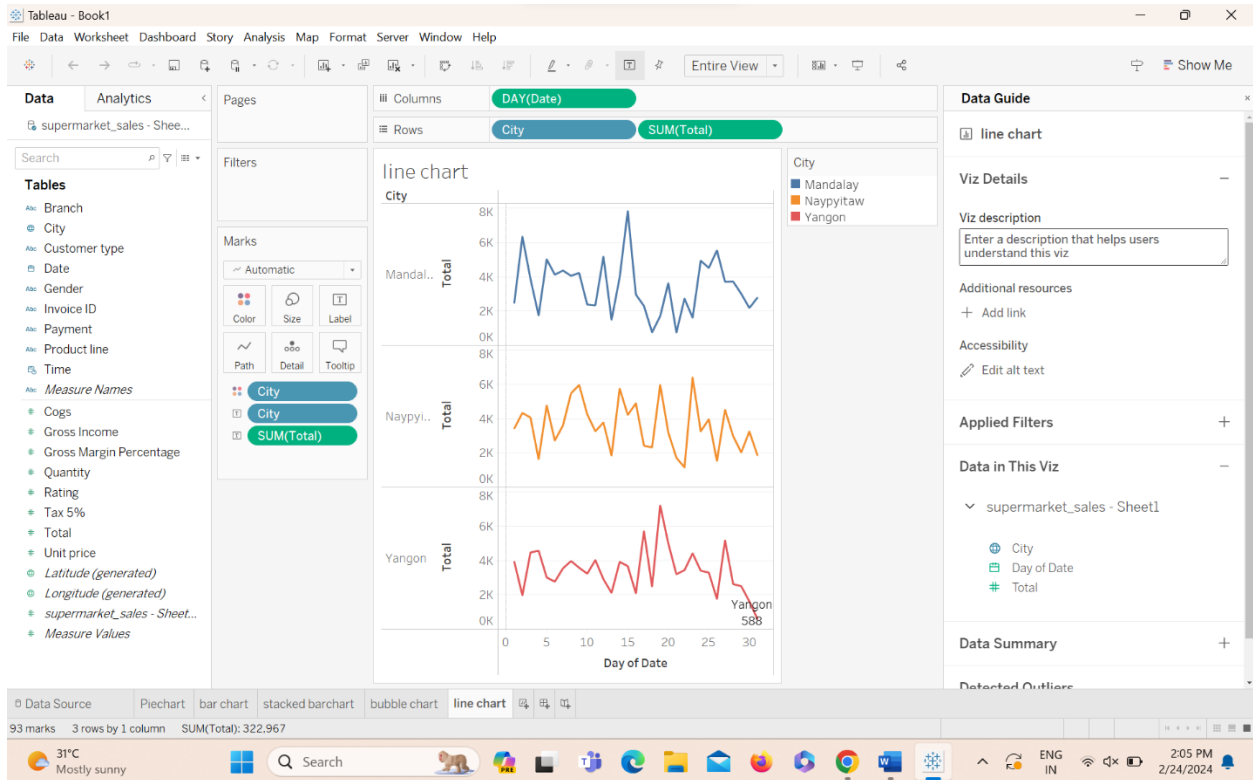 Tableau - Book1
File Data Worksheet Dashboard Story Analysis Map Format Server Window Help
Entire View
Show Me
Data Analytics
supermarket_sales - Shee...
Search
Tables
Branch
City
Customer type
Date
Gender
Invoice ID
Payment
Product line
Time
Measure Names
Cogs
Gross Income
Gross Margin Percentage
Quantity
Rating
Tax 5%
Total
Unit price
Latitude (generated)
Longitude (generated)
supermarket_sales - Sheet...
Measure Values
Pages
Filters
Marks
Automatic
Color Size Label
Path Detail Tooltip
City
City
SUM(Total)
Columns DAY(Date)
Rows City SUM(Total)
line chart
City
Mandal..
Total
8K
6K
4K
2K
0K
Naypyi..
Total
8K
6K
4K
2K
0K
Yangon
Total
8K
6K
4K
2K
0K
Yangon
588
0 5 10 15 20 25 30
Day of Date
City
Mandalay
Naypyitaw
Yangon
Data Guide
line chart
Viz Details
Viz description
Enter a description that helps users
understand this viz
Additional resources
Add link
Accessibility
Edit alt text
Applied Filters
Data in This Viz
supermarket_sales - Sheet1
City
Day of Date
Total
Data Summary
Detected Outliers
Data Source Piechart bar chart stacked barchart bubble chart line chart
93 marks 3 rows by 1 column SUM(Total): 322,967
31°C
Mostly sunny
Search
PRE
ENG
IN
2:05 PM
2/24/2024